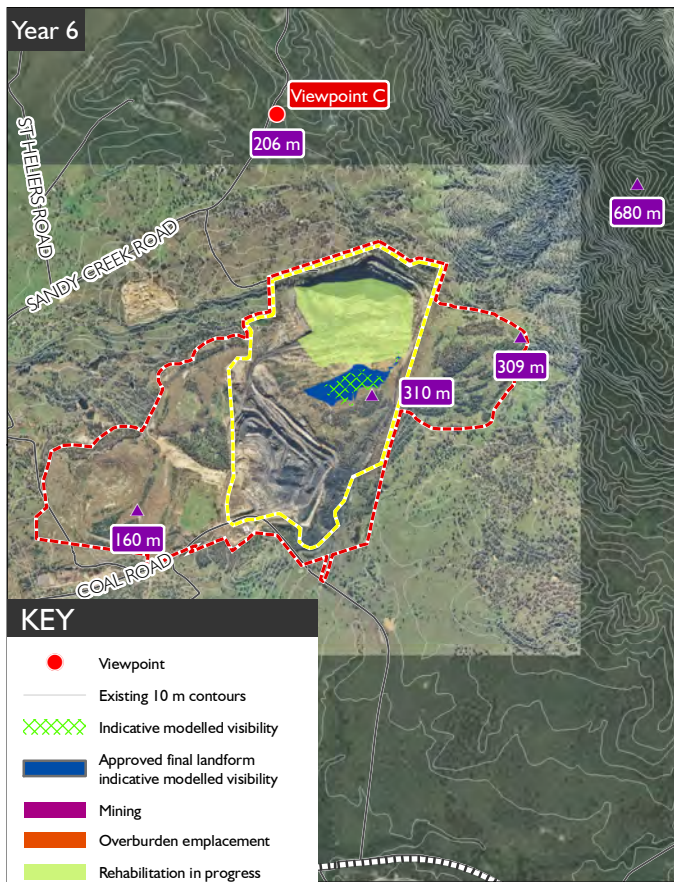 Year 6
Viewpoint C
206 m
ST HELIERS ROAD
680 m
SANDY CREEK ROAD
309 m
310 m
160 m
COAL ROAD
KEY
Viewpoint
Existing 10 m contours
Indicative modelled visibility
Approved final landform
indicative modelled visibility
Mining
Overburden emplacement
Rehabilitation in progress